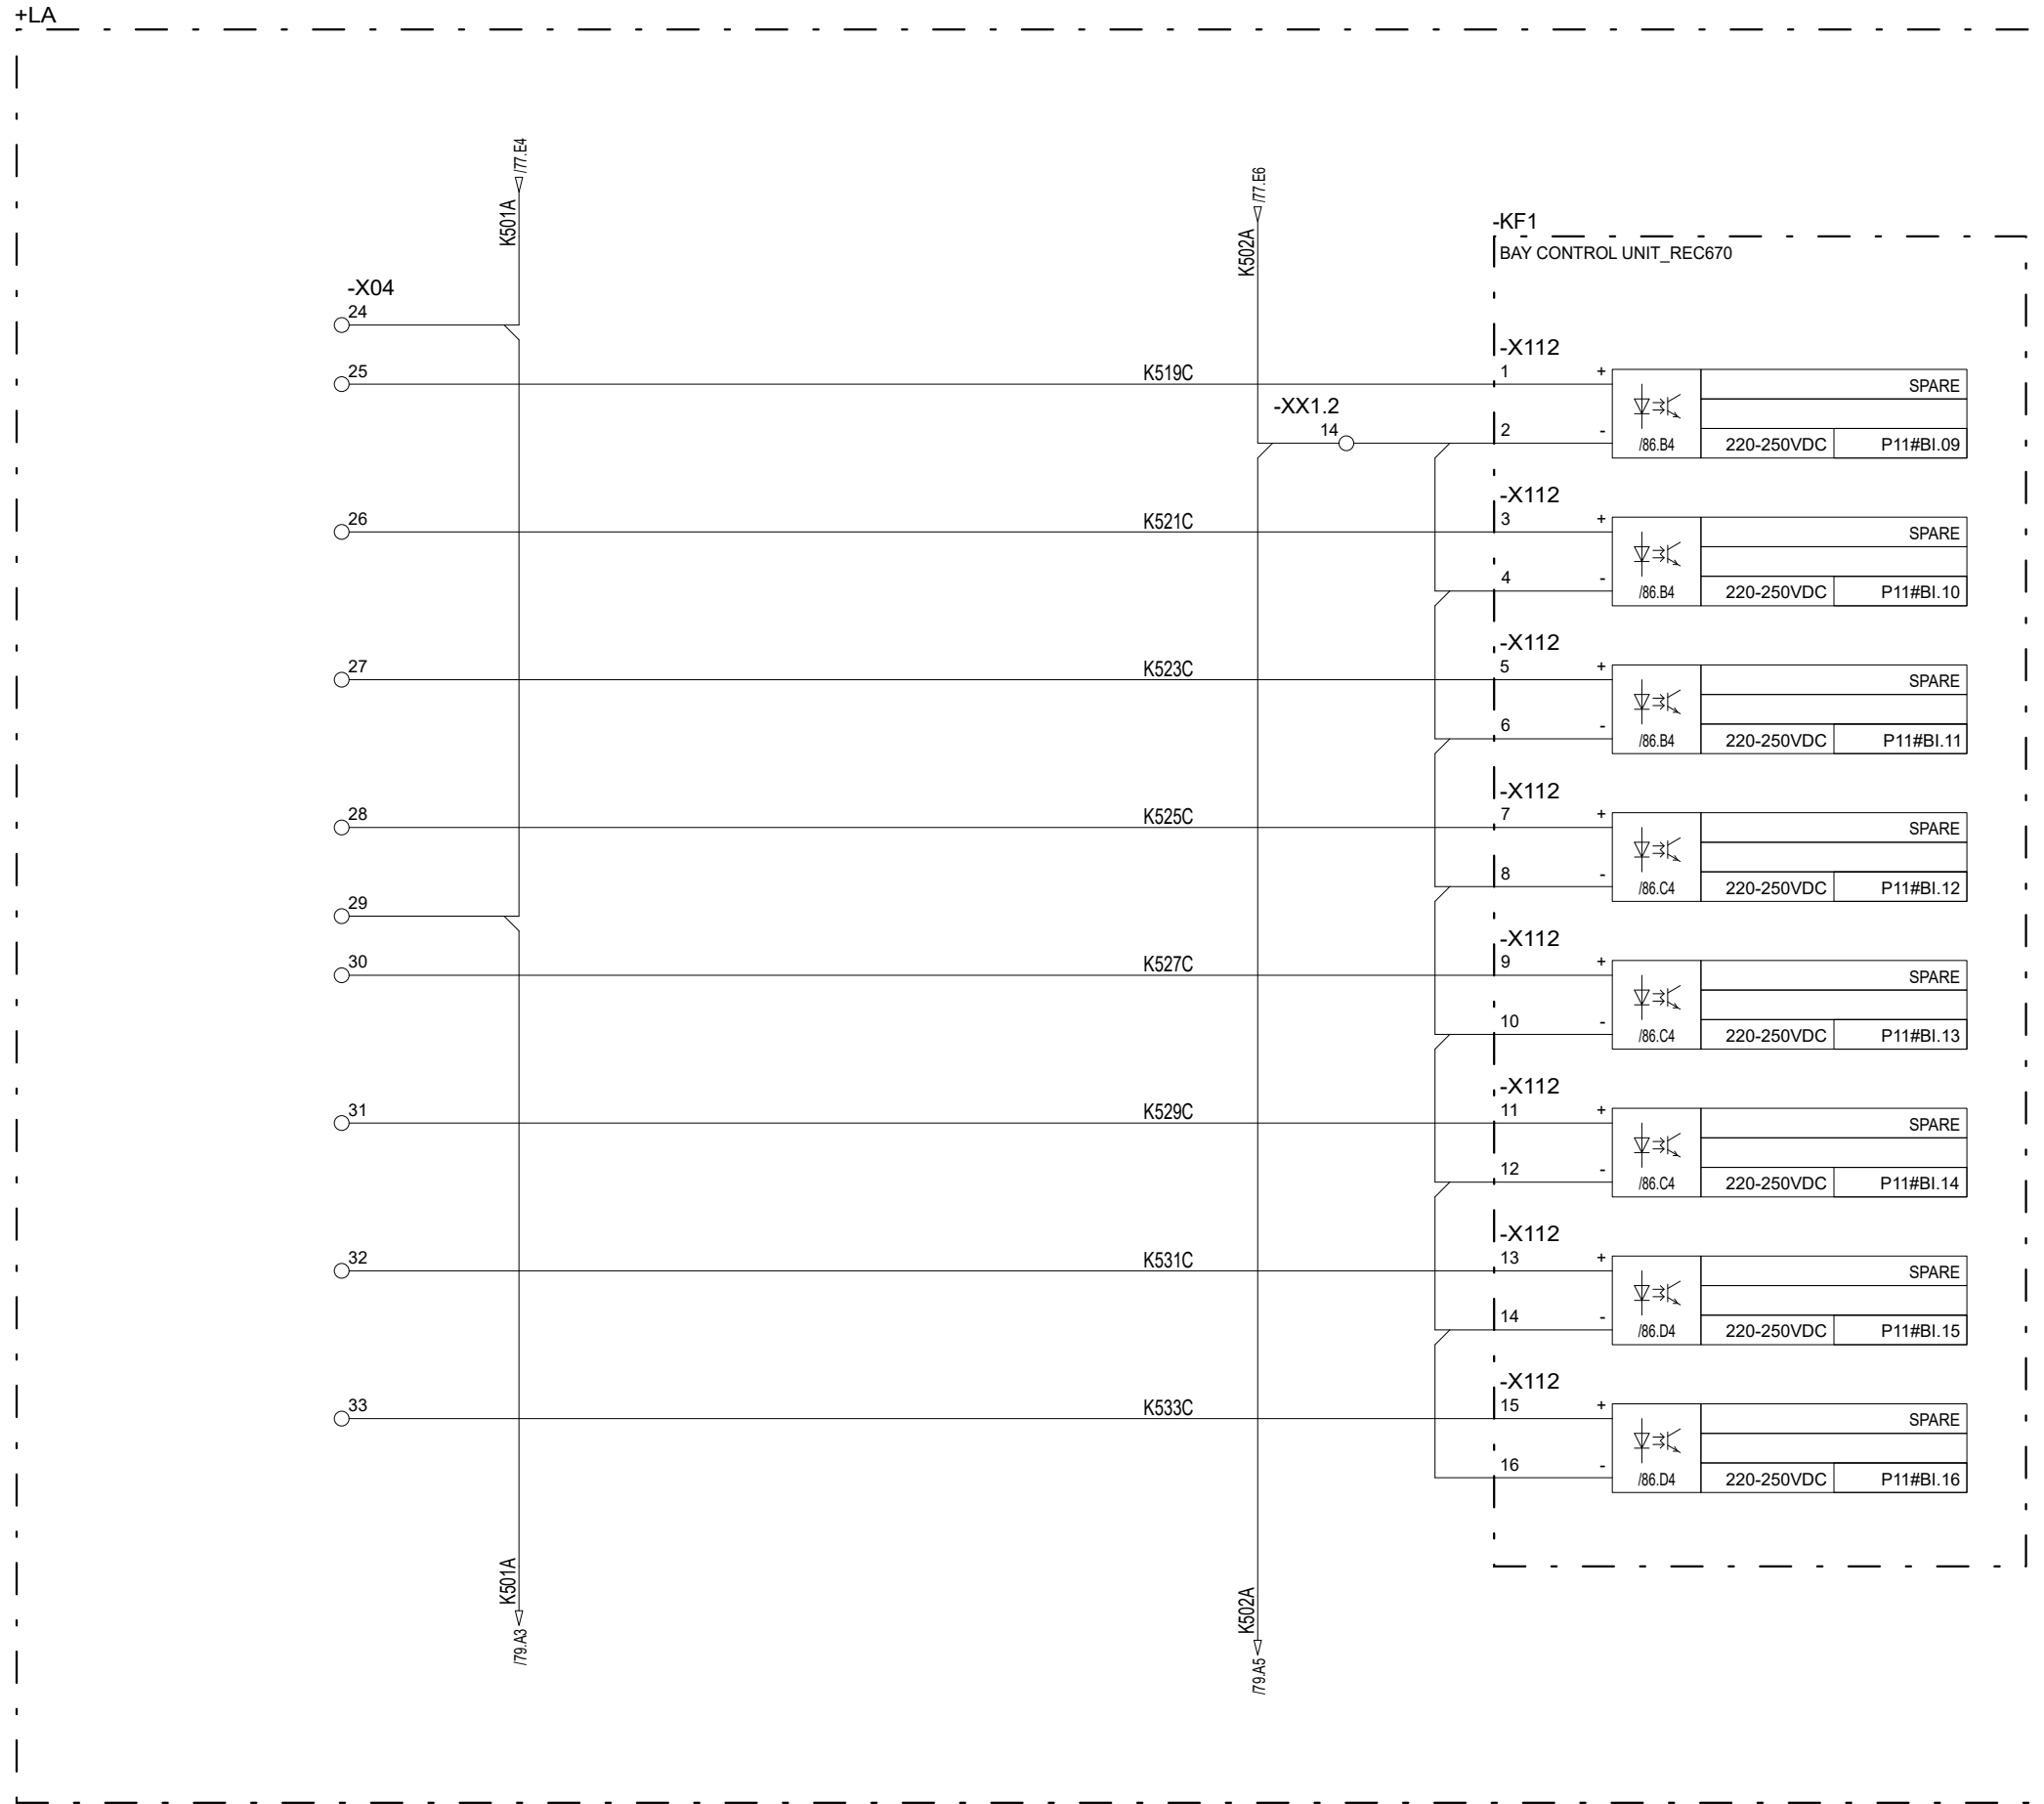 +LA
/77.E4
K501A
/77.E6
K502A
-KF1
BAY CONTROL UNIT_REC670
-X04
24
-X112
25
K519C
1
+
SPARE
-XX1.2
14
2
-
/86.B4
220-250VDC
P11#BI.09
-X112
26
K521C
3
+
SPARE
4
-
/86.B4
220-250VDC
P11#BI.10
-X112
27
K523C
5
+
SPARE
6
-
/86.B4
220-250VDC
P11#BI.11
-X112
28
K525C
7
+
SPARE
8
-
/86.C4
220-250VDC
P11#BI.12
29
-X112
30
K527C
9
+
SPARE
10
-
/86.C4
220-250VDC
P11#BI.13
-X112
31
K529C
11
+
SPARE
12
-
/86.C4
220-250VDC
P11#BI.14
-X112
32
K531C
13
+
SPARE
14
-
/86.D4
220-250VDC
P11#BI.15
-X112
33
K533C
15
+
SPARE
16
-
/86.D4
220-250VDC
P11#BI.16
K501A
/79.A3
K502A
/79.A5